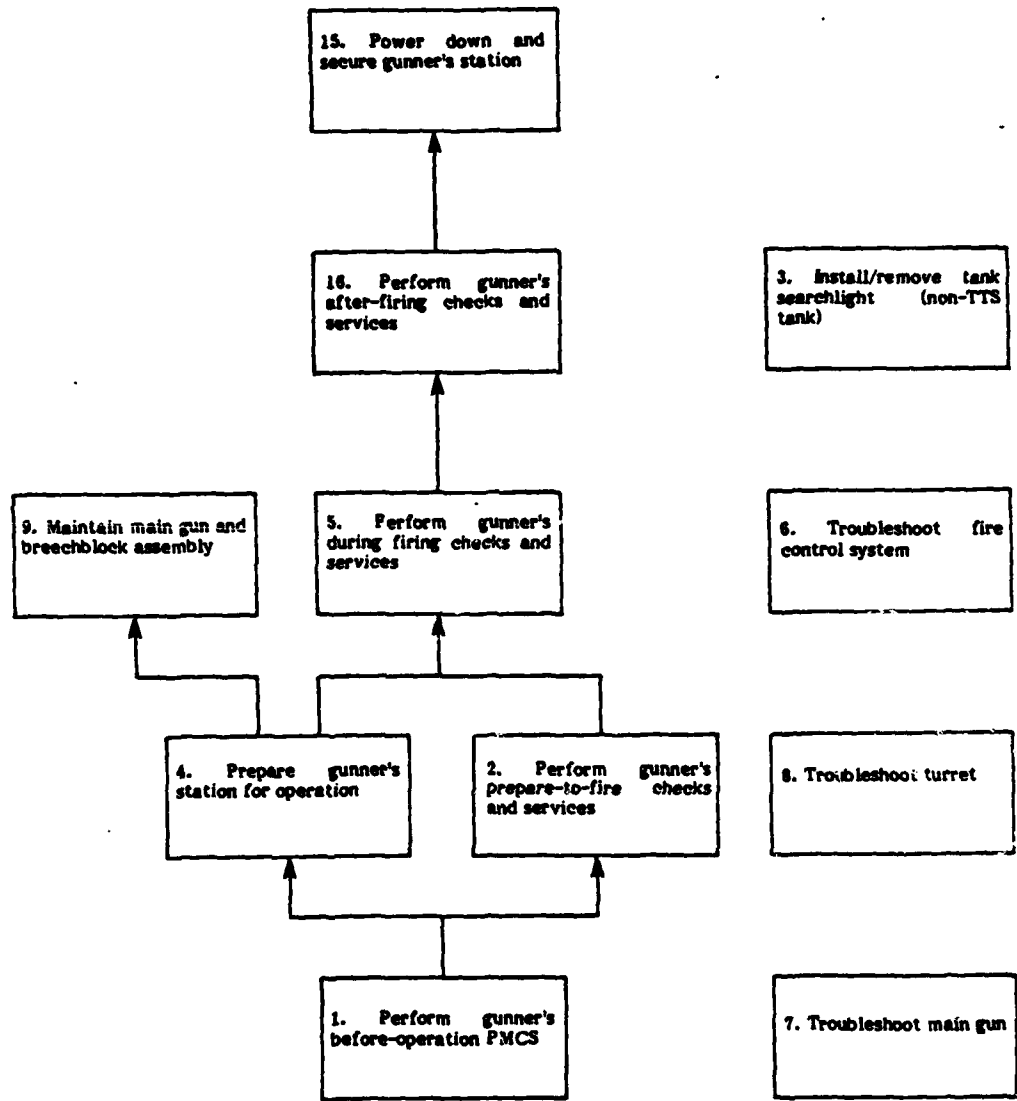 15. Power down and
secure gunner's station
16. Perform gunner's
after-firing checks and
services
3. Install/remove tank
searchlight (non-TTS
tank)
9. Maintain main gun and
breechblock assembly
5. Perform gunner's
during firing checks and
services
6. Troubleshoot fire
control system
4. Prepare gunner's
station for operation
2. Perform gunner's
prepare-to-fire checks
and services
8. Troubleshoot turret
1. Perform gunner's
before-operation PMCS
7. Troubleshoot main gun